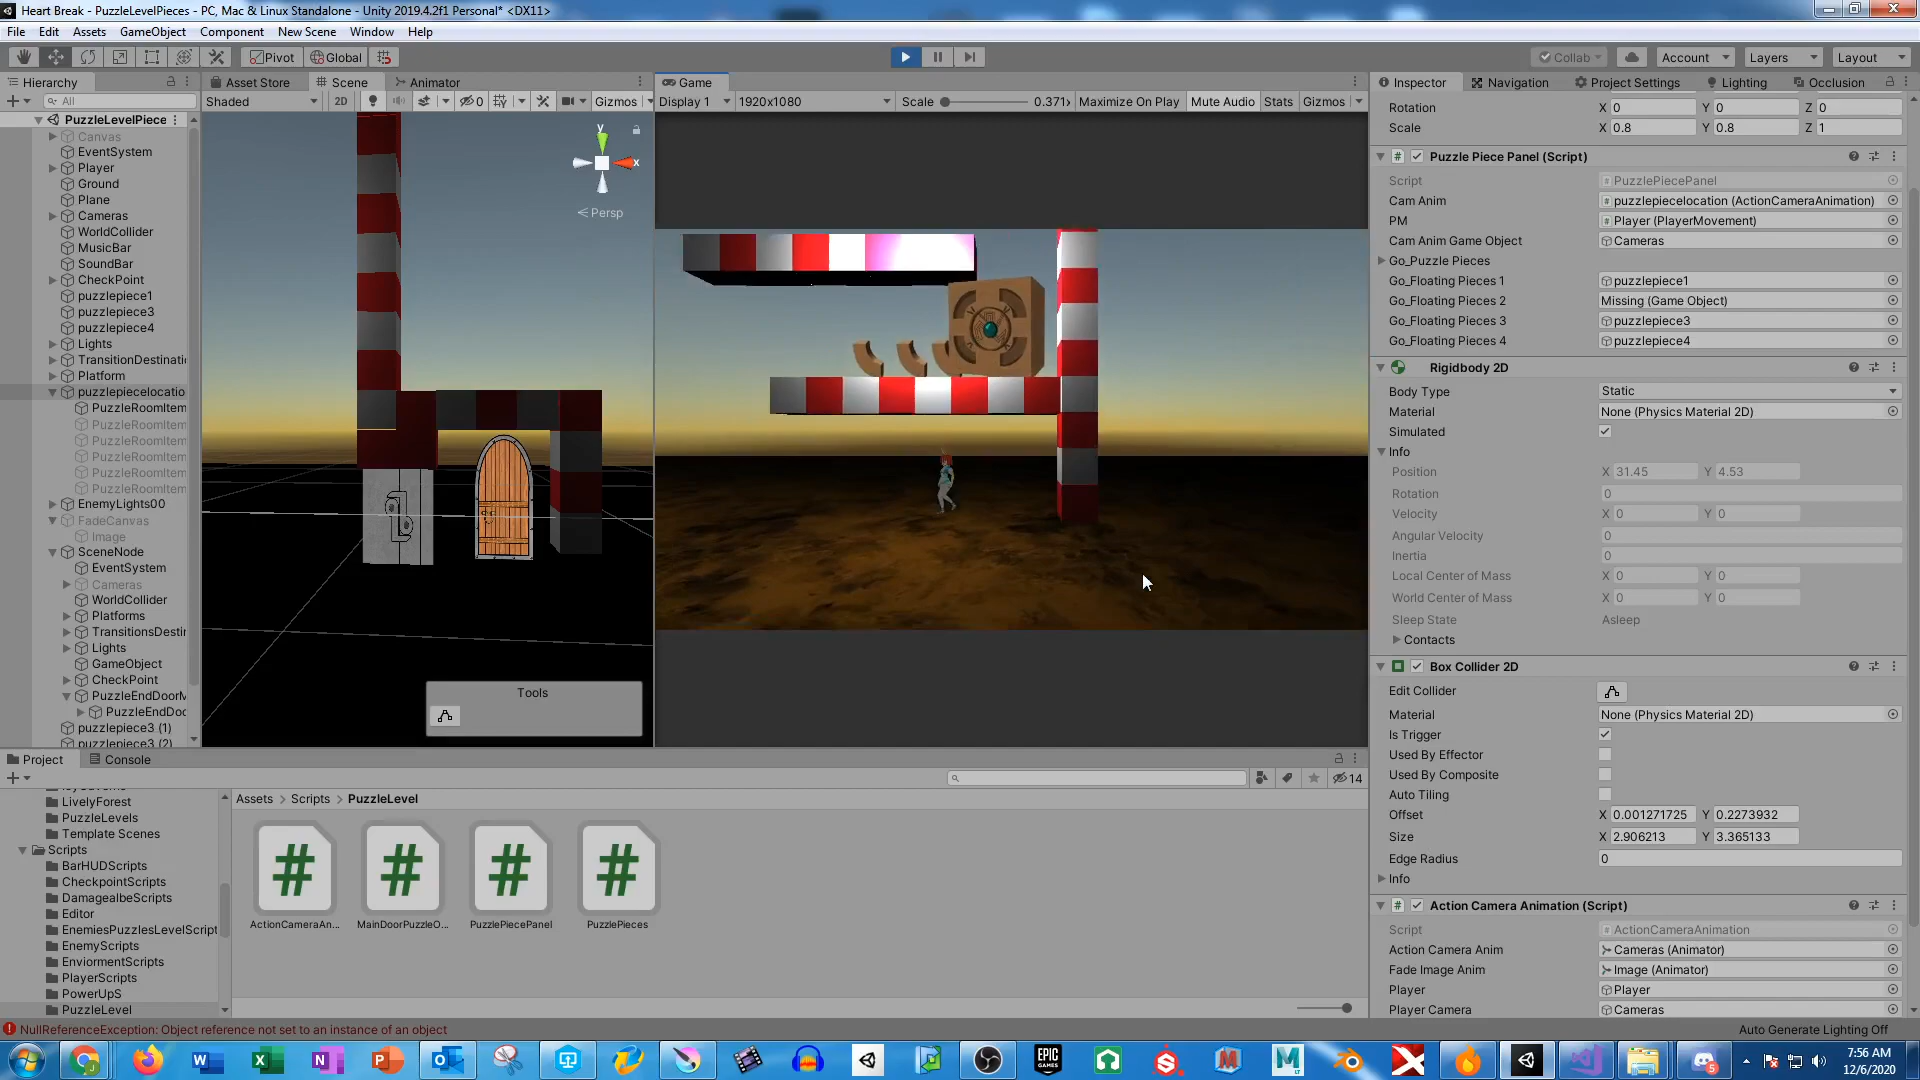 Heart Break - PuzzleLevelPieces - PC, Mac & Linux Standalone - Unity 2019.4.2f1 Personal* <DX11>
File Edit Assets GameObject Component New Scene Window Help
Pivot Global Collab Account Layers Layout
Hierarchy
All
PuzzleLevelPiece
Canvas
EventSystem
Player
Ground
Plane
Cameras
WorldCollider
MusicBar
SoundBar
CheckPoint
puzzlepiece1
puzzlepiece3
puzzlepiece4
Lights
TransitionDestinati
Platform
puzzlepiecelocatio
PuzzleRoomItem
PuzzleRoomItem
PuzzleRoomItem
PuzzleRoomItem
PuzzleRoomItem
PuzzleRoomItem
EnemyLights00
FadeCanvas
Image
SceneNode
EventSystem
Cameras
WorldCollider
Platforms
TransitionsDestir
Lights
GameObject
CheckPoint
PuzzleEndDoorM
PuzzleEndDoo
puzzlepiece3 (1)
puzzlepiece3 (2)
Asset Store Scene Animator
Shaded 2D 0 Gizmos
y
x
Persp
Tools
Game
Display 1 1920x1080 Scale 0.371x Maximize On Play Mute Audio Stats Gizmos
Inspector Navigation Project Settings Lighting Occlusion
Rotation X 0 Y 0 Z 0
Scale X 0.8 Y 0.8 Z 1
Puzzle Piece Panel (Script)
Script PuzzlePiecePanel
Cam Anim puzzlepiecelocation (ActionCameraAnimation)
PM Player (PlayerMovement)
Cam Anim Game Object Cameras
Go_Puzzle Pieces
Go_Floating Pieces 1 puzzlepiece1
Go_Floating Pieces 2 Missing (Game Object)
Go_Floating Pieces 3 puzzlepiece3
Go_Floating Pieces 4 puzzlepiece4
Rigidbody 2D
Body Type Static
Material None (Physics Material 2D)
Simulated
Info
Position X 31.45 Y 4.53
Rotation 0
Velocity X 0 Y 0
Angular Velocity 0
Inertia 0
Local Center of Mass X 0 Y 0
World Center of Mass X 0 Y 0
Sleep State Asleep
Contacts
Box Collider 2D
Edit Collider
Material None (Physics Material 2D)
Is Trigger
Used By Effector
Used By Composite
Auto Tiling
Offset X 0.001271725 Y 0.2273932
Size X 2.906213 Y 3.365133
Edge Radius 0
Info
Action Camera Animation (Script)
Script ActionCameraAnimation
Action Camera Anim Cameras (Animator)
Fade Image Anim Image (Animator)
Player Player
Player Camera Cameras
Project Console
14
LivelyForest
PuzzleLevels
Template Scenes
Scripts
BarHUDScripts
CheckpointScripts
DamagealbeScripts
Editor
EnemiesPuzzlesLevelScript
EnemyScripts
EnviormentScripts
PlayerScripts
PowerUpS
PuzzleLevel
Assets > Scripts > PuzzleLevel
ActionCameraAn... MainDoorPuzzleO... PuzzlePiecePanel PuzzlePieces
NullReferenceException: Object reference not set to an instance of an object
Auto Generate Lighting Off
EPIC GAMES
7:56 AM
12/6/2020